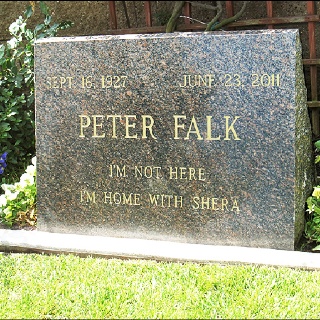 SEPT. 16, 1927 JUNE 23, 2011
PETER FALK
I'M NOT HERE
I'M HOME WITH SHERA